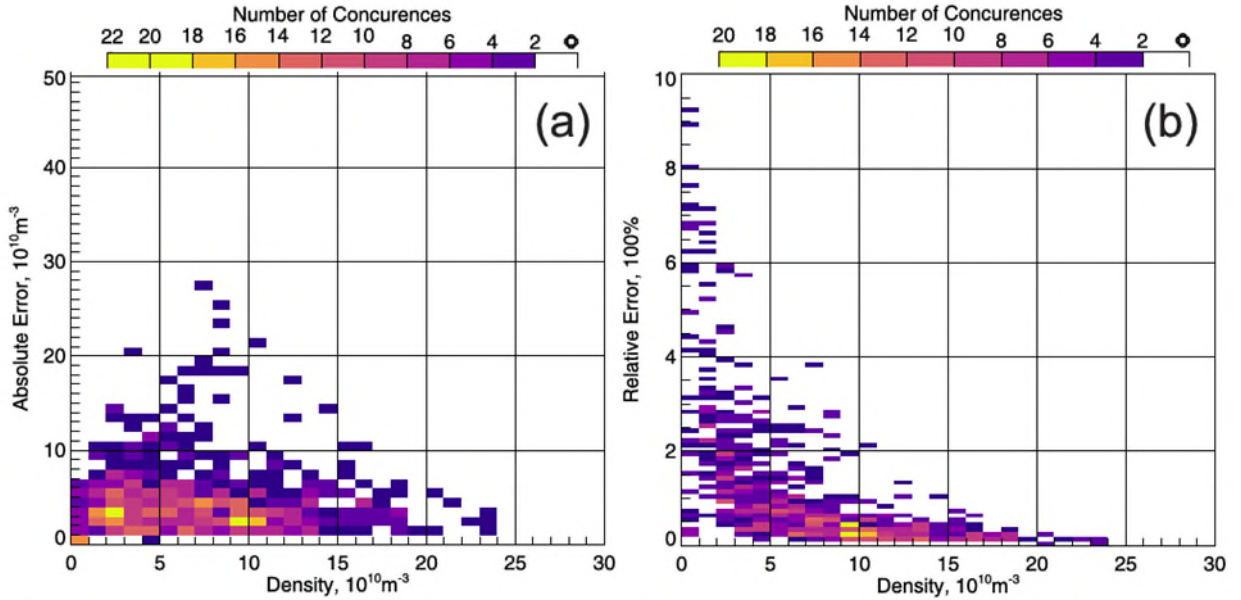 Number of Concurences
22 20 18 16 14 12 10 8 6 4 2 0
(a)
50
40
30
20
10
0
Absolute Error, 10¹⁰m⁻³
0 5 10 15 20 25 30
Density, 10¹⁰m⁻³
Number of Concurences
20 18 16 14 12 10 8 6 4 2 0
(b)
10
8
6
4
2
0
Relative Error, 100%
0 5 10 15 20 25 30
Density, 10¹⁰m⁻³